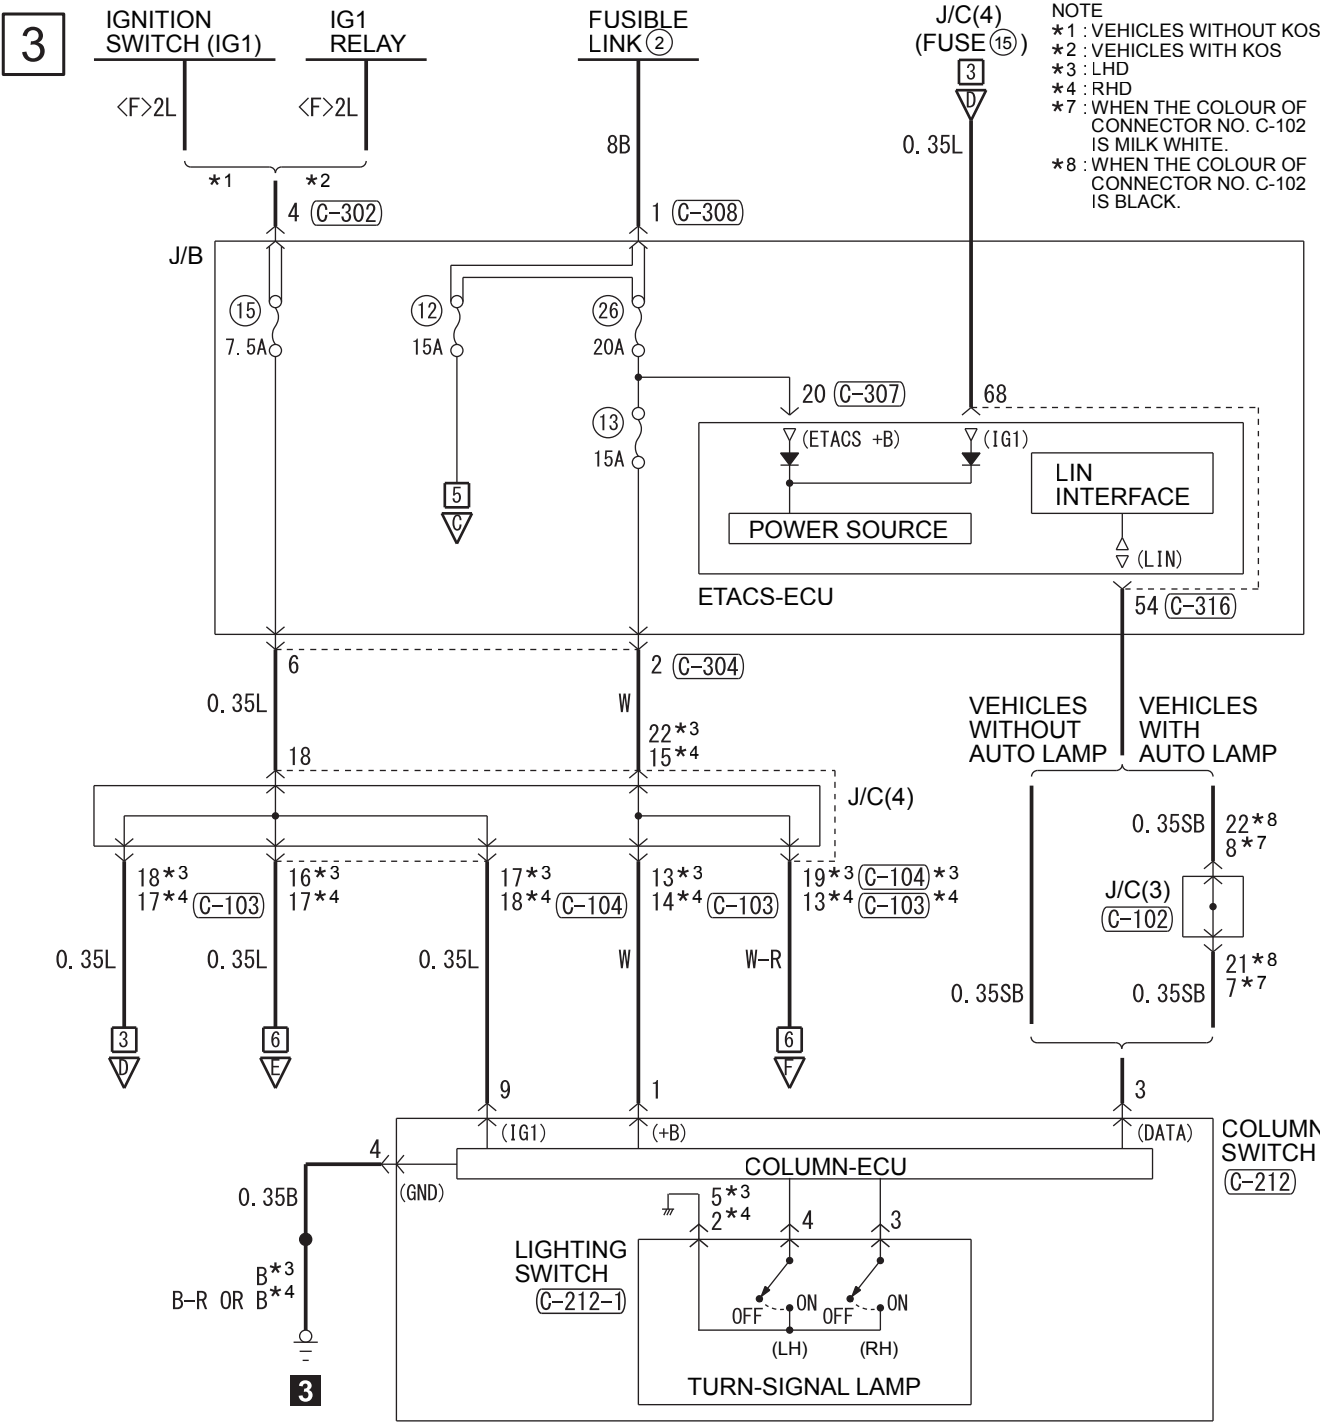 3
IGNITION
SWITCH (IG1)
IG1
RELAY
FUSIBLE
LINK ②
J/C(4)
(FUSE ⑮)
3
D
NOTE
*1 : VEHICLES WITHOUT KOS
*2 : VEHICLES WITH KOS
*3 : LHD
*4 : RHD
*7 : WHEN THE COLOUR OF
CONNECTOR NO. C-102
IS MILK WHITE.
*8 : WHEN THE COLOUR OF
CONNECTOR NO. C-102
IS BLACK.
<F>2L
<F>2L
8B
0.35L
*1
*2
4 (C-302)
1 (C-308)
J/B
15
7.5A
12
15A
26
20A
13
15A
5
C
20 (C-307)
68
(ETACS +B)
(IG1)
LIN
INTERFACE
POWER SOURCE
(LIN)
ETACS-ECU
54 (C-316)
6
2 (C-304)
0.35L
W
18
22*3
15*4
VEHICLES
WITHOUT
AUTO LAMP
VEHICLES
WITH
AUTO LAMP
J/C(4)
0.35SB
22*8
8*7
J/C(3)
(C-102)
21*8
7*7
0.35SB
0.35SB
18*3
17*4 (C-103)
16*3
17*4
17*3
18*4 (C-104)
13*3
14*4 (C-103)
19*3 (C-104)*3
13*4 (C-103)*4
0.35L
0.35L
0.35L
W
W-R
3
D
6
E
6
F
9
1
3
(IG1)
(+B)
(DATA)
COLUMN
SWITCH
(C-212)
COLUMN-ECU
4
(GND)
0.35B
B*3
B-R OR B*4
3
5*3
2*4
4
3
LIGHTING
SWITCH
(C-212-1)
OFF
ON
OFF
ON
(LH)
(RH)
TURN-SIGNAL LAMP